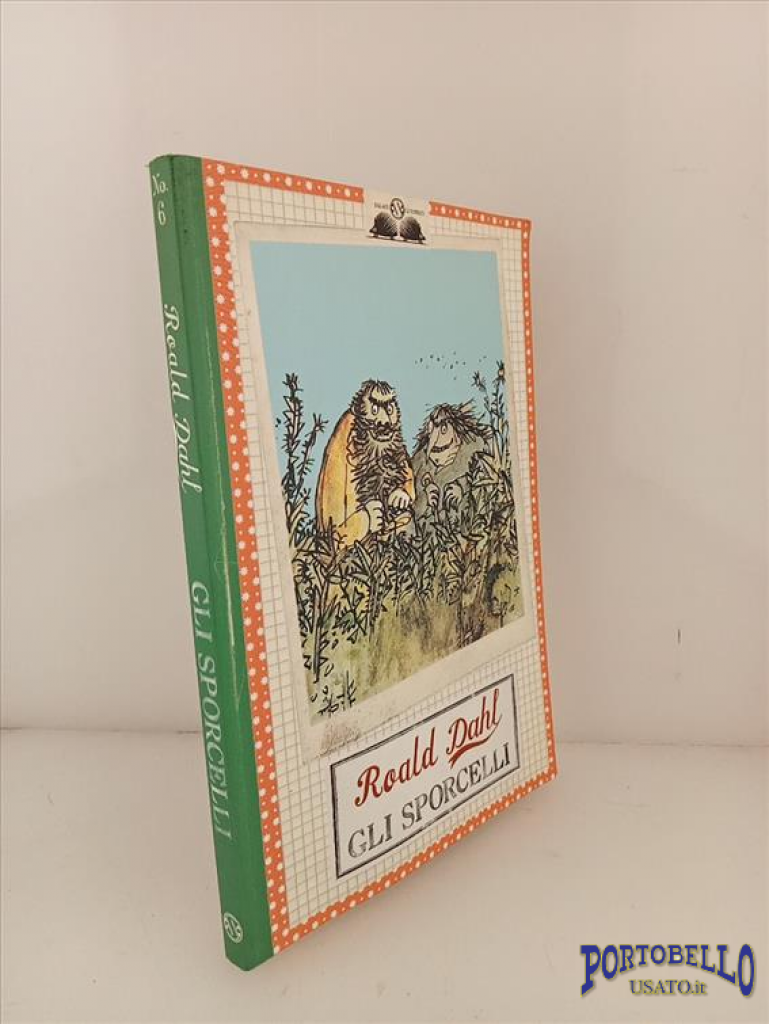 No. 6
Roald Dahl
GLI SPORCELLI
Roald Dahl
GLI SPORCELLI
PORTOBELLO
USATO.it